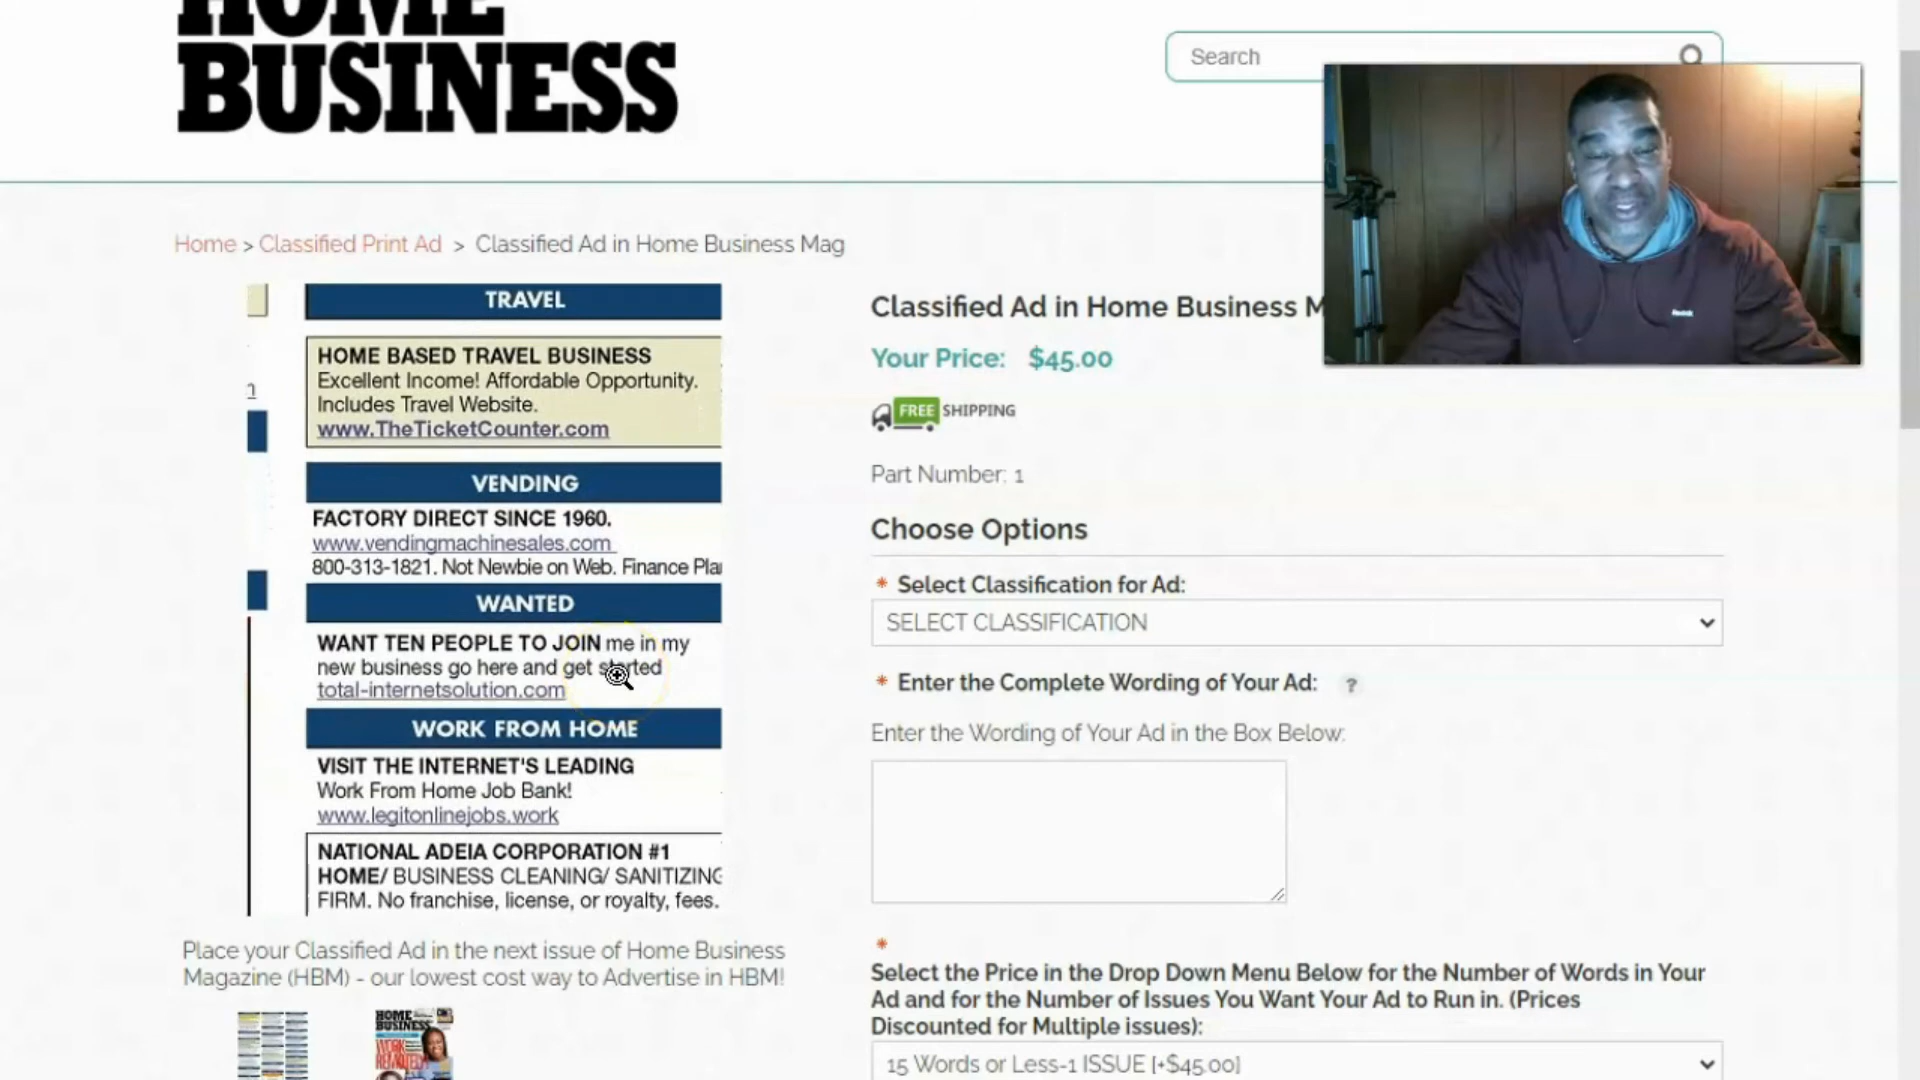 HOME
BUSINESS
Search
Home > Classified Print Ad > Classified Ad in Home Business Mag
TRAVEL
HOME BASED TRAVEL BUSINESS
Excellent Income! Affordable Opportunity.
Includes Travel Website.
www.TheTicketCounter.com
VENDING
FACTORY DIRECT SINCE 1960.
www.vendingmachinesales.com
800-313-1821. Not Newbie on Web. Finance Pla
WANTED
WANT TEN PEOPLE TO JOIN me in my
new business go here and get started
total-internetsolution.com
WORK FROM HOME
VISIT THE INTERNET'S LEADING
Work From Home Job Bank!
www.legitonlinejobs.work
NATIONAL ADEIA CORPORATION #1
HOME/ BUSINESS CLEANING/ SANITIZING
FIRM. No franchise, license, or royalty, fees.
Place your Classified Ad in the next issue of Home Business
Magazine (HBM) - our lowest cost way to Advertise in HBM!
HOME
BUSINESS
WORK
REMOTELY
Classified Ad in Home Business M
Your Price: $45.00
FREE SHIPPING
Part Number: 1
Choose Options
* Select Classification for Ad:
SELECT CLASSIFICATION
* Enter the Complete Wording of Your Ad: ?
Enter the Wording of Your Ad in the Box Below:
*
Select the Price in the Drop Down Menu Below for the Number of Words in Your
Ad and for the Number of Issues You Want Your Ad to Run in. (Prices
Discounted for Multiple issues):
15 Words or Less-1 ISSUE [+$45.00]
Reebok